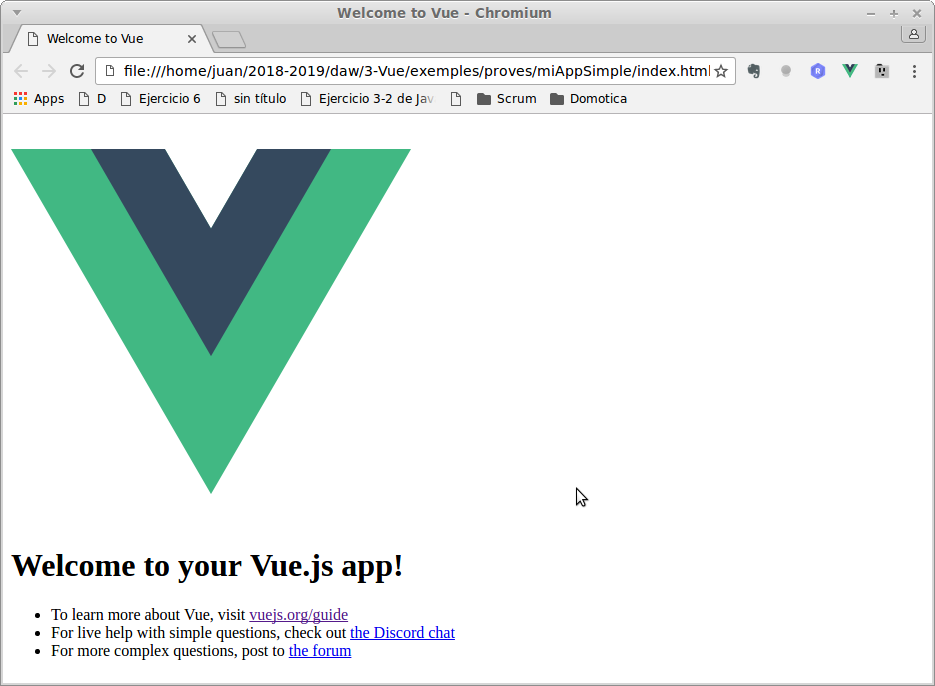 Welcome to Vue - Chromium
Welcome to Vue
file:///home/juan/2018-2019/daw/3-Vue/exemples/proves/miAppSimple/index.html
Apps D Ejercicio 6 sin título Ejercicio 3-2 de Jav Scrum Domotica
Welcome to your Vue.js app!
To learn more about Vue, visit vuejs.org/guide
For live help with simple questions, check out the Discord chat
For more complex questions, post to the forum